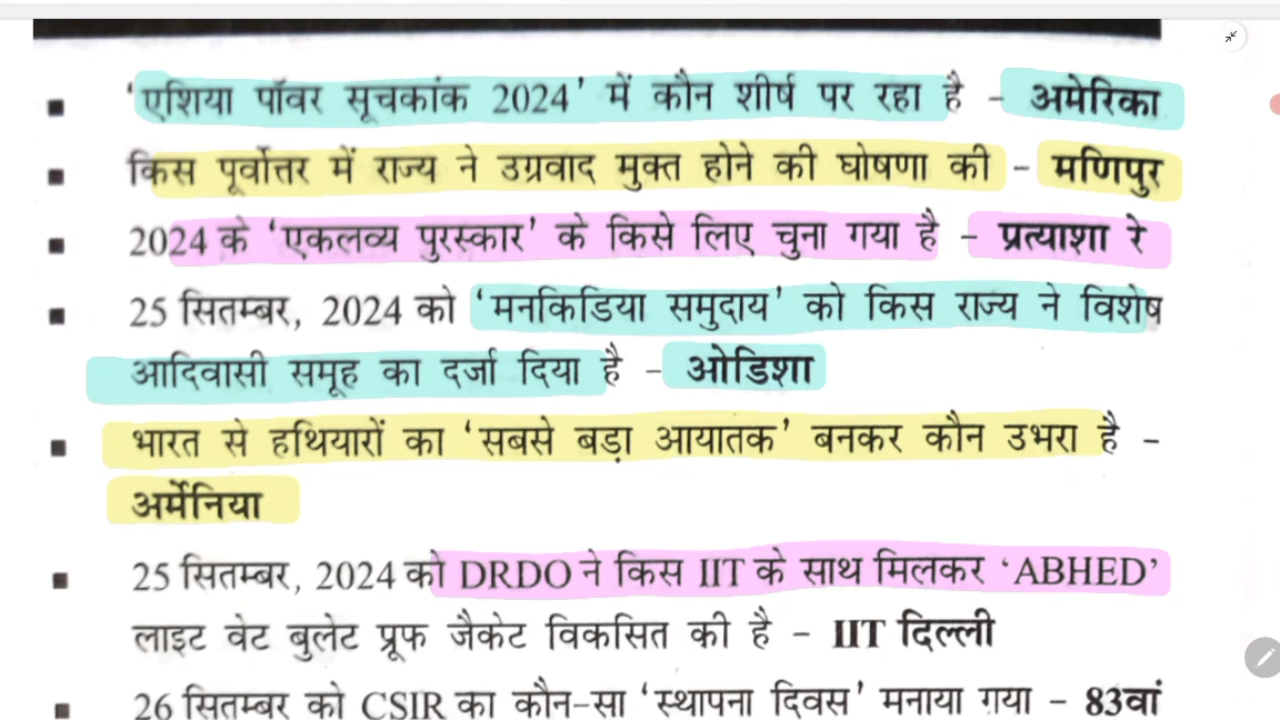 ▪ 'एशिया पॉवर सूचकांक 2024' में कौन शीर्ष पर रहा है – अमेरिका
▪ किस पूर्वोत्तर में राज्य ने उग्रवाद मुक्त होने की घोषणा की – मणिपुर
▪ 2024 के 'एकलव्य पुरस्कार' के किसे लिए चुना गया है – प्रत्याशा रे
▪ 25 सितम्बर, 2024 को 'मनकिडिया समुदाय' को किस राज्य ने विशेष
आदिवासी समूह का दर्जा दिया है – ओडिशा
▪ भारत से हथियारों का 'सबसे बड़ा आयातक' बनकर कौन उभरा है –
अर्मेनिया
▪ 25 सितम्बर, 2024 को DRDO ने किस IIT के साथ मिलकर 'ABHED'
लाइट वेट बुलेट प्रूफ जैकेट विकसित की है – IIT दिल्ली
▪ 26 सितम्बर को CSIR का कौन-सा 'स्थापना दिवस' मनाया गया – 83वां